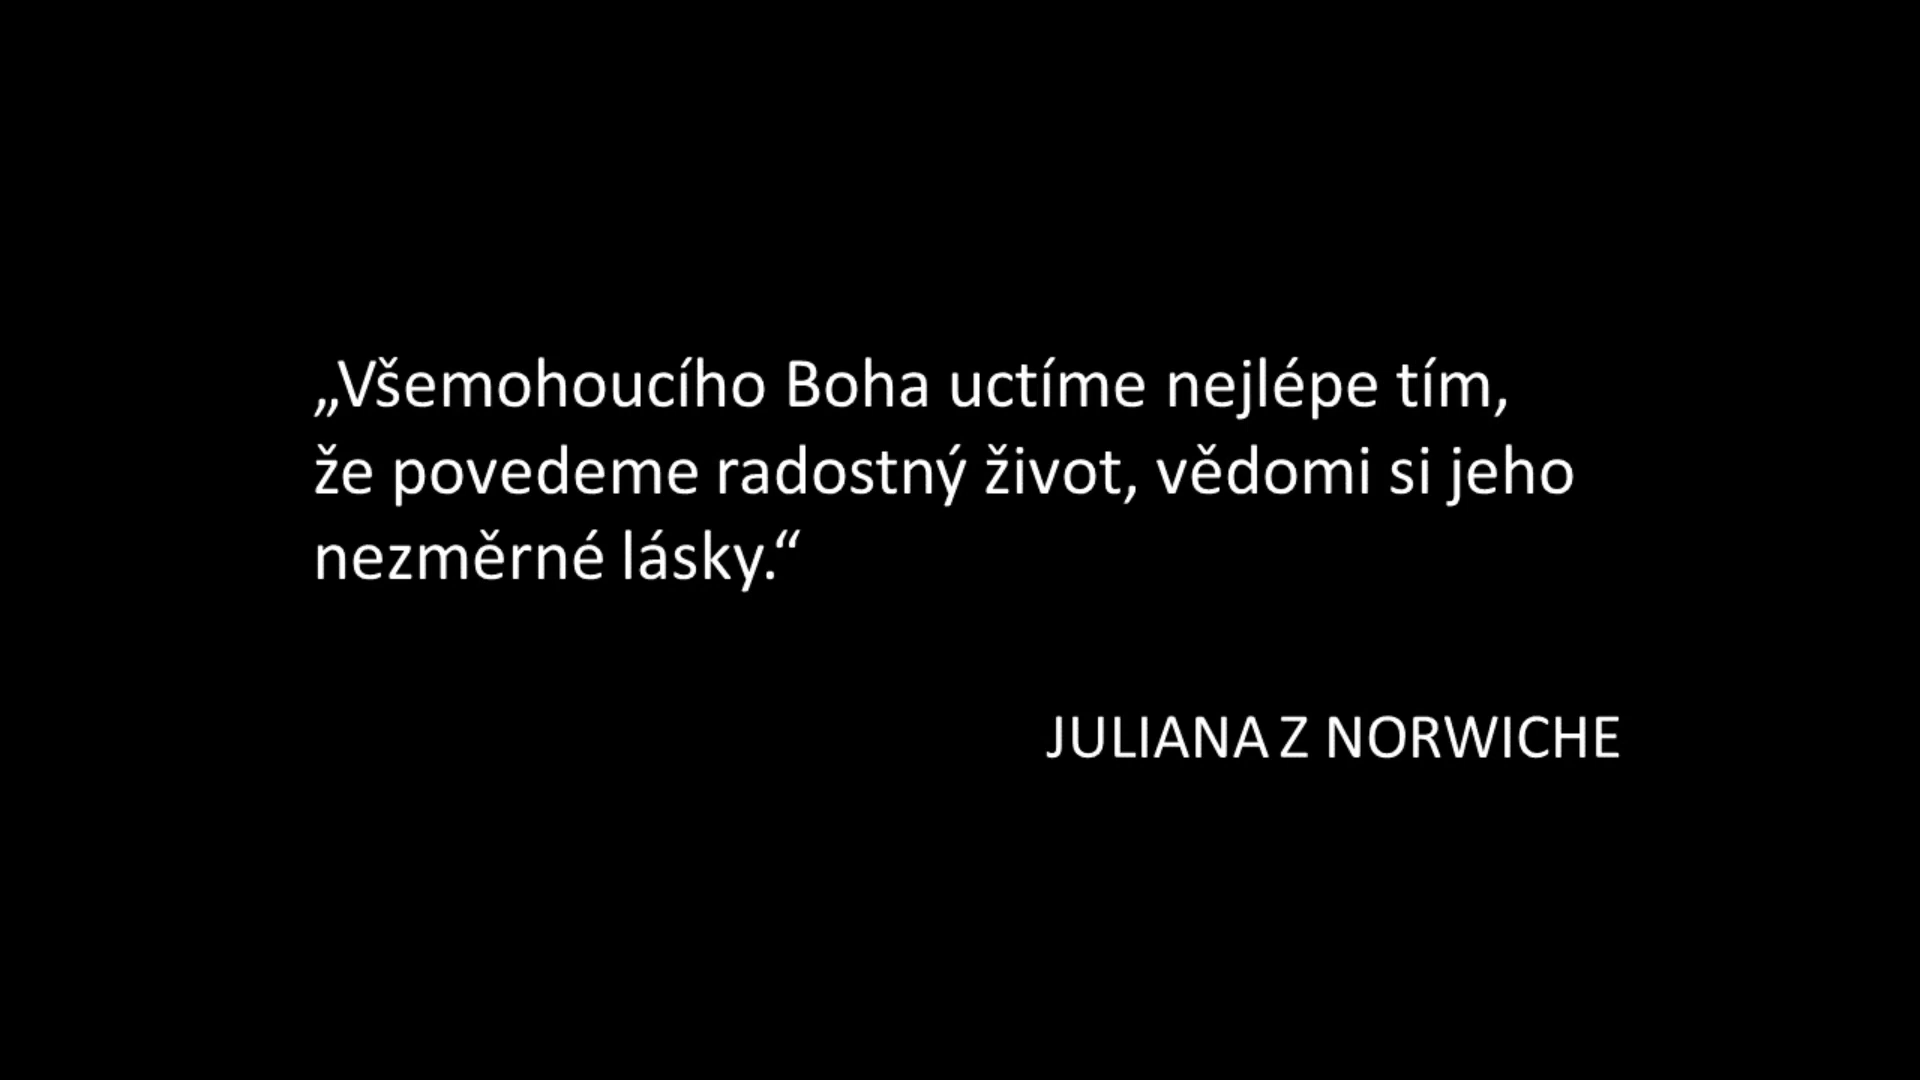 „Všemohoucího Boha uctíme nejlépe tím,
že povedeme radostný život, vědomi si jeho
nezměrné lásky.“
JULIANA Z NORWICHE